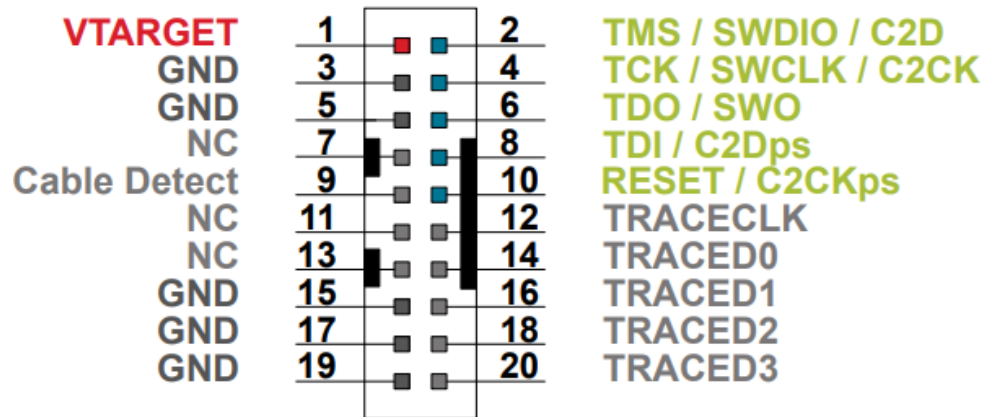 VTARGET 1 2 TMS / SWDIO / C2D
GND 3 4 TCK / SWCLK / C2CK
GND 5 6 TDO / SWO
NC 7 8 TDI / C2Dps
Cable Detect 9 10 RESET / C2CKps
NC 11 12 TRACECLK
NC 13 14 TRACED0
GND 15 16 TRACED1
GND 17 18 TRACED2
GND 19 20 TRACED3